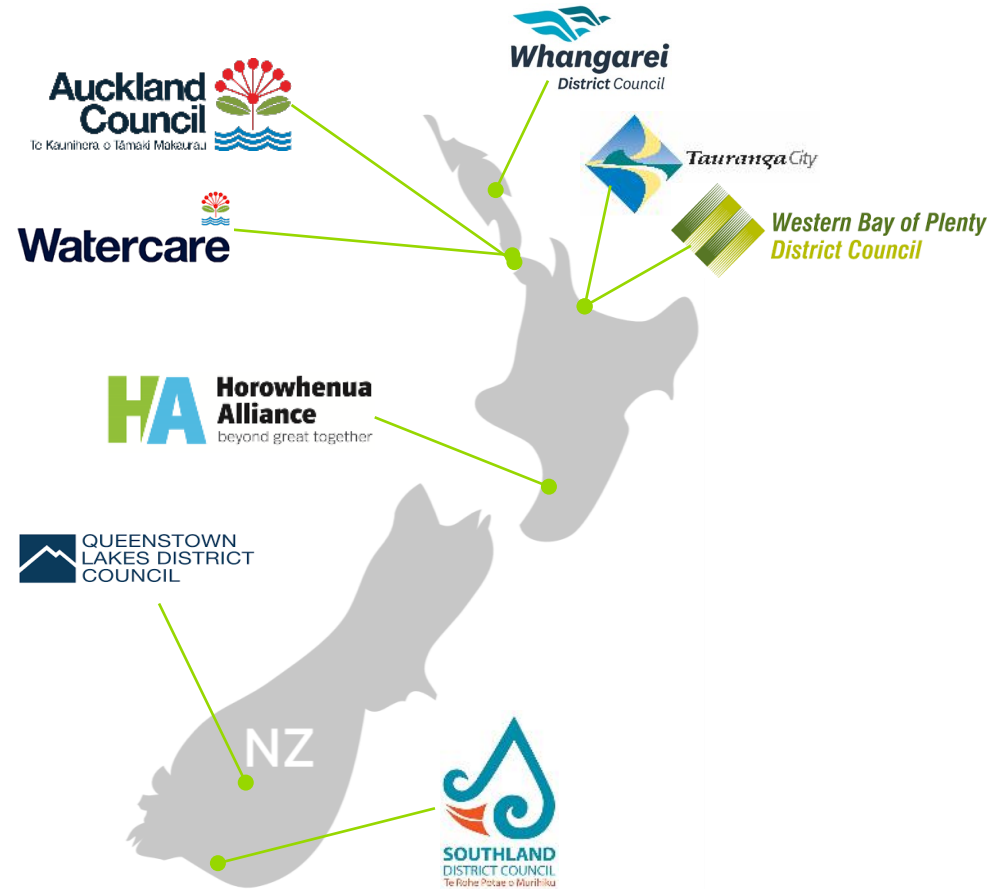 Whangarei
District Council
Auckland
Council
Te Kaunihera o Tāmaki Makaurau
Tauranga City
Watercare
Western Bay of Plenty
District Council
HA
Horowhenua
Alliance
beyond great together
QUEENSTOWN
LAKES DISTRICT
COUNCIL
NZ
SOUTHLAND
DISTRICT COUNCIL
Te Rohe Pōtae o Murihiku